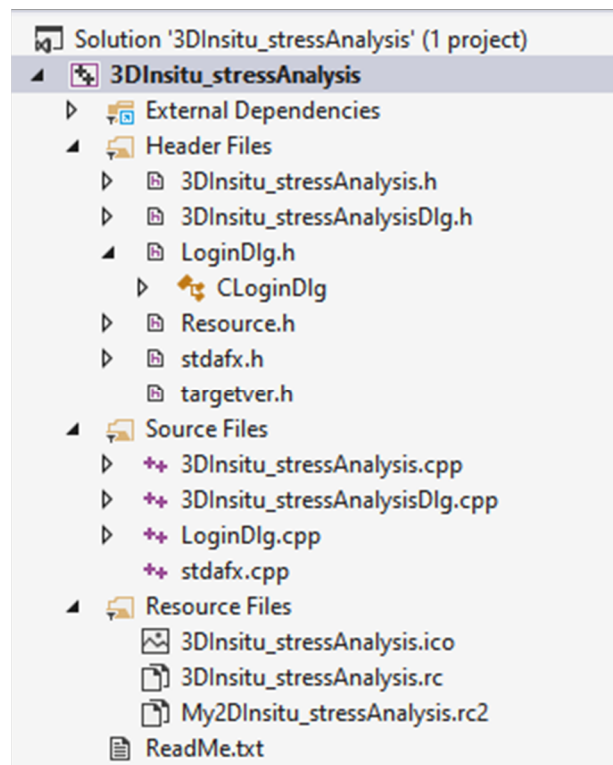 Solution '3DInsitu_stressAnalysis' (1 project)
3DInsitu_stressAnalysis
External Dependencies
Header Files
3DInsitu_stressAnalysis.h
3DInsitu_stressAnalysisDlg.h
LoginDlg.h
CLoginDlg
Resource.h
stdafx.h
targetver.h
Source Files
3DInsitu_stressAnalysis.cpp
3DInsitu_stressAnalysisDlg.cpp
LoginDlg.cpp
stdafx.cpp
Resource Files
3DInsitu_stressAnalysis.ico
3DInsitu_stressAnalysis.rc
My2DInsitu_stressAnalysis.rc2
ReadMe.txt